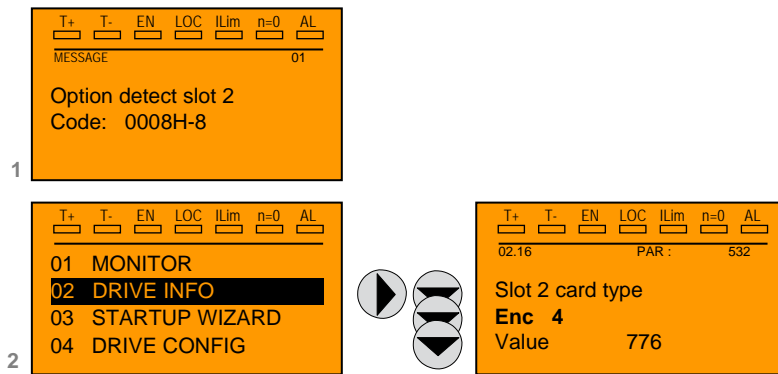 T+ T- EN LOC ILim n=0 AL
MESSAGE 01
Option detect slot 2
Code: 0008H-8
1
T+ T- EN LOC ILim n=0 AL
01 MONITOR
02 DRIVE INFO
03 STARTUP WIZARD
04 DRIVE CONFIG
2
T+ T- EN LOC ILim n=0 AL
02.16 PAR : 532
Slot 2 card type
Enc 4
Value 776